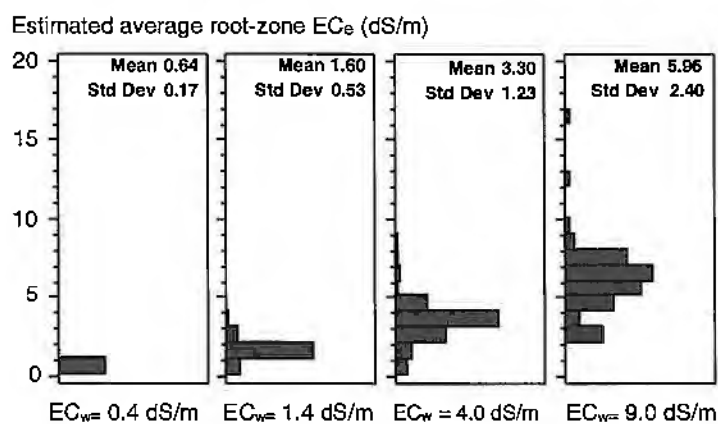 Estimated average root-zone ECe (dS/m)
20
15
10
5
0
Mean 0.64
Std Dev 0.17
Mean 1.60
Std Dev 0.53
Mean 3.30
Std Dev 1.23
Mean 5.96
Std Dev 2.40
ECw= 0.4 dS/m
ECw= 1.4 dS/m
ECw = 4.0 dS/m
ECw= 9.0 dS/m